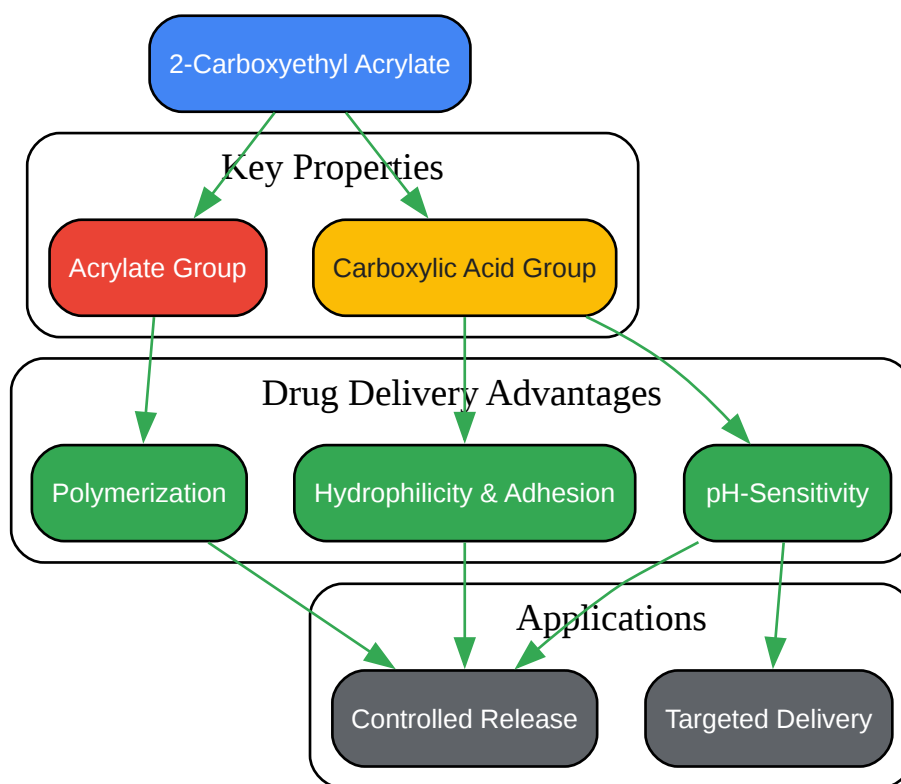 2-Carboxyethyl Acrylate
Key Properties
Acrylate Group
Carboxylic Acid Group
Drug Delivery Advantages
Polymerization
Hydrophilicity & Adhesion
pH-Sensitivity
Applications
Controlled Release
Targeted Delivery